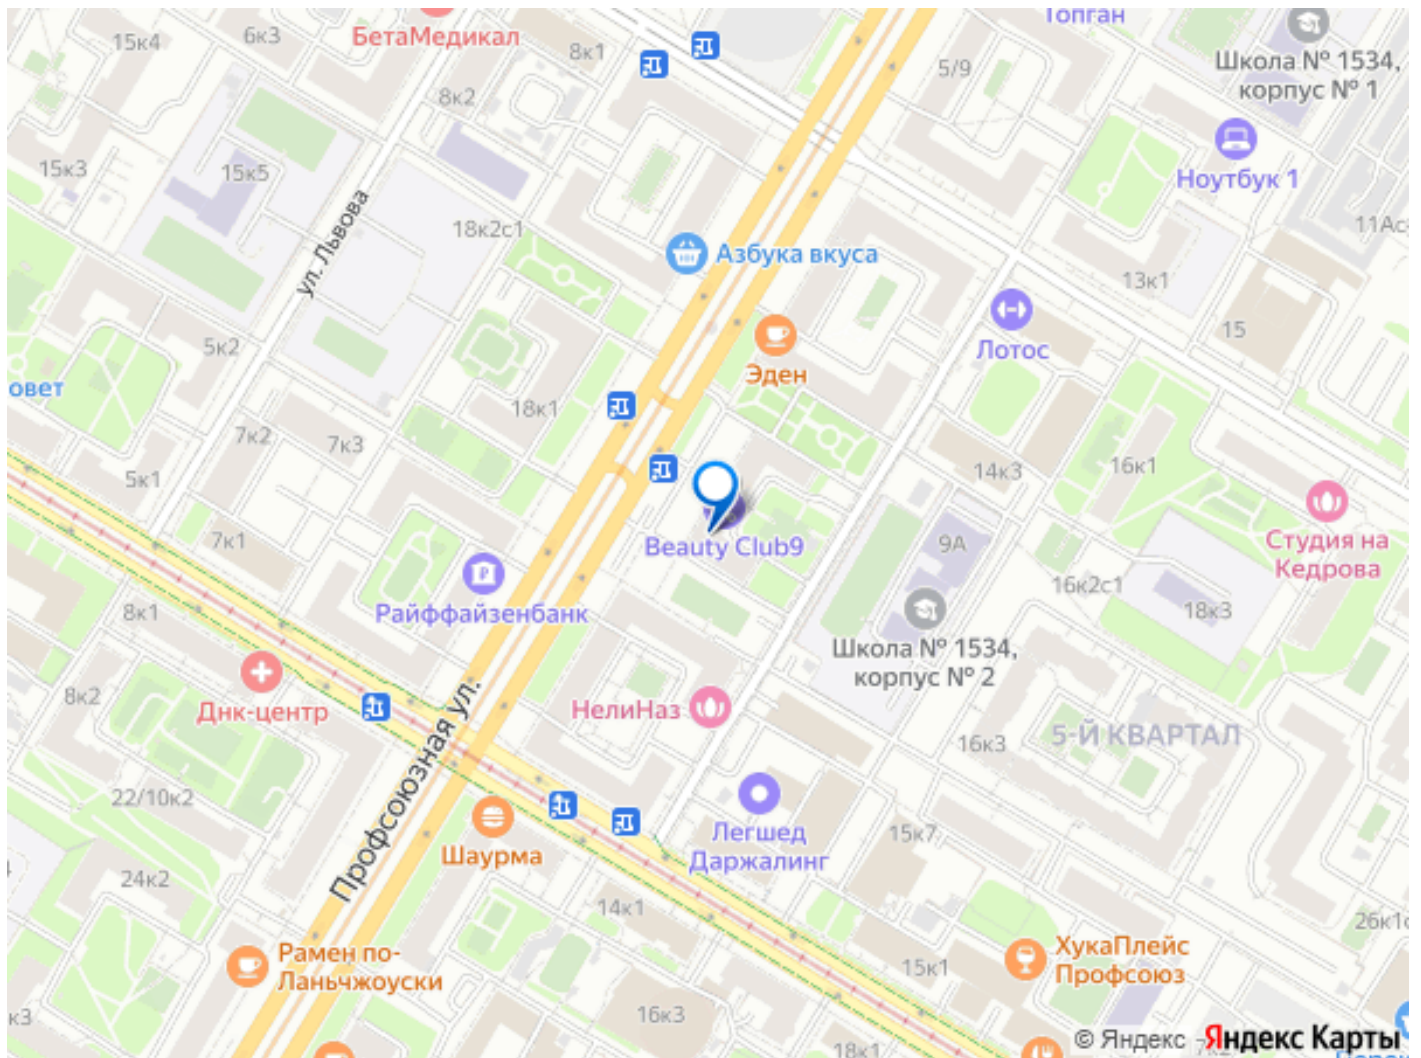 Топган
15к4
6к3
БетаМедикал
8к1
5/9
Школа № 1534,
корпус № 1
8к2
15к3
15к5
Ноутбук 1
ул. Львова
18к2с1
Азбука вкуса
13к1
15
5к2
Лотос
Эден
овет
18к1
7к2
7к3
14к3
16к1
5к1
7к1
Beauty Club9
9А
Студия на
Кедрова
16к2с1
18к3
Райффайзенбанк
8к1
Школа № 1534,
корпус № 2
8к2
Днк-центр
НелиНаз
16к3
5-Й КВАРТАЛ
Профсоюзная ул.
22/10к2
Легшед
Даржалинг
15к7
Шаурма
24к2
14к1
26к1
Рамен по-
Ланьчжоуски
ХукаПлейс
Профсоюз
15к1
к3
16к3
18к1
© Яндекс
Яндекс Карты